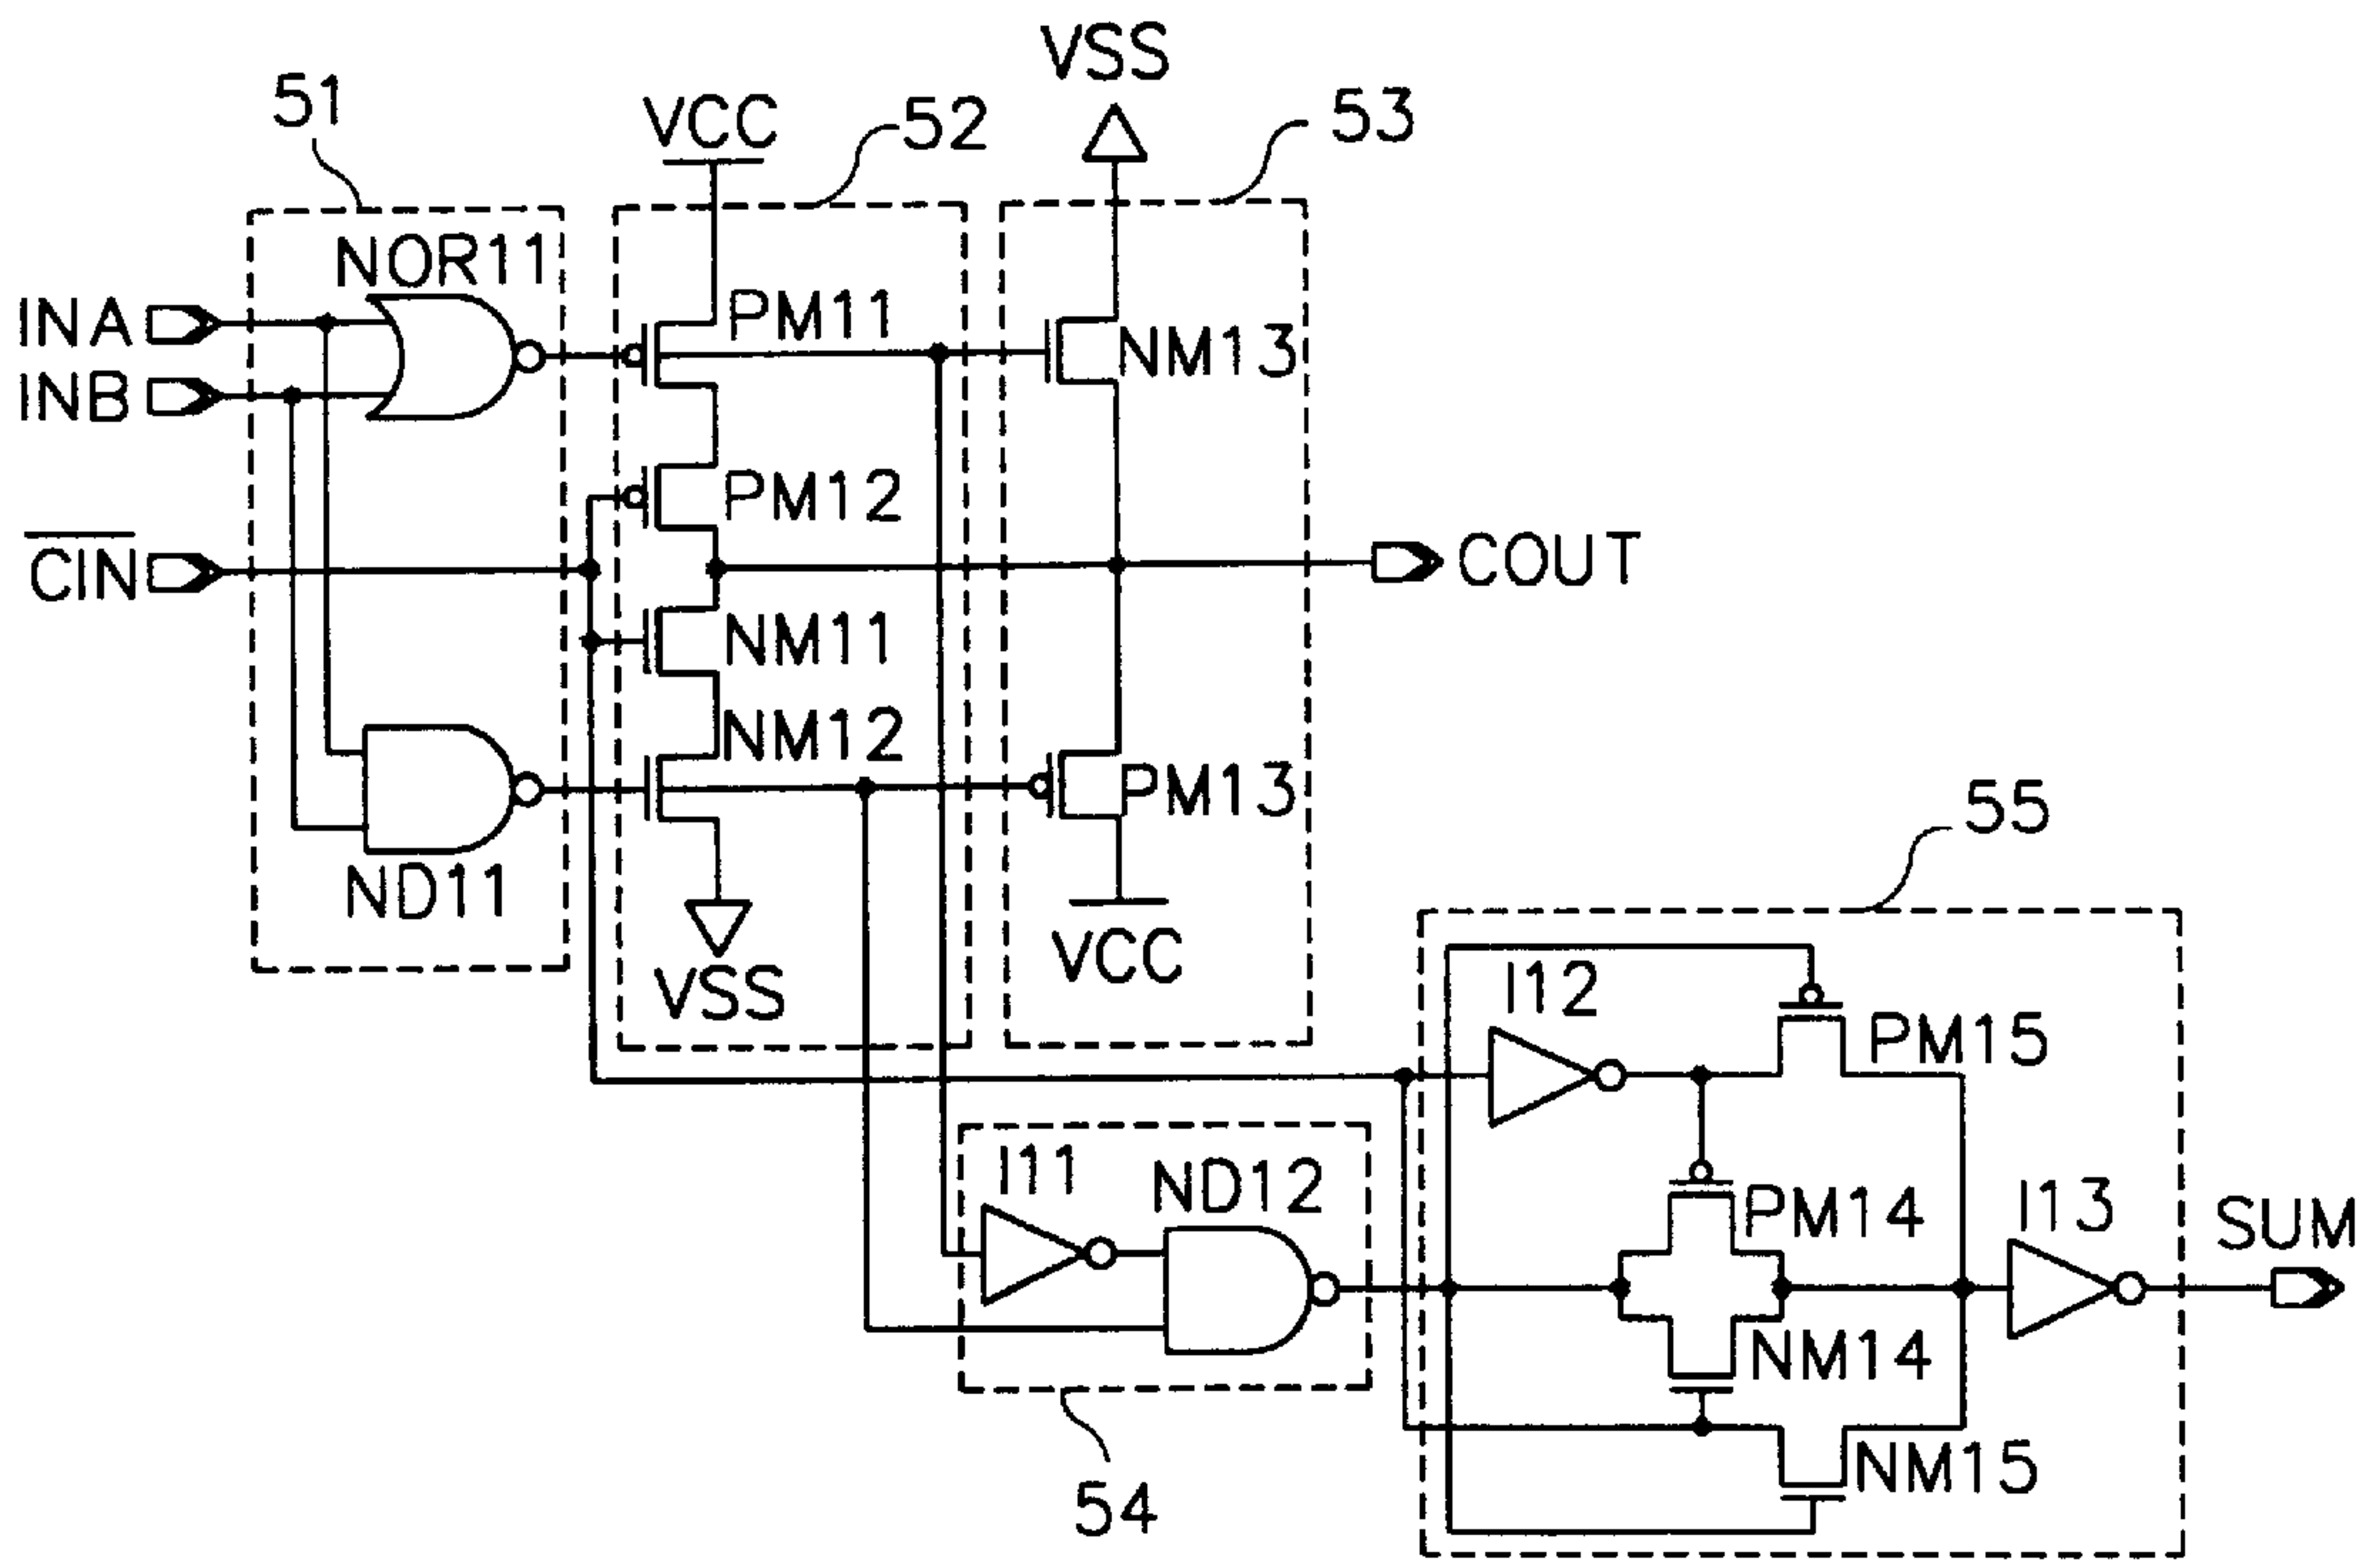 VSS
51
VCC
52
53
NOR11
INA
PM11
NM13
INB
PM12
C̅I̅N̅
COUT
NM11
NM12
PM13
ND11
55
VCC
VSS
I12
PM15
I11
ND12
PM14
I13
SUM
NM14
NM15
54